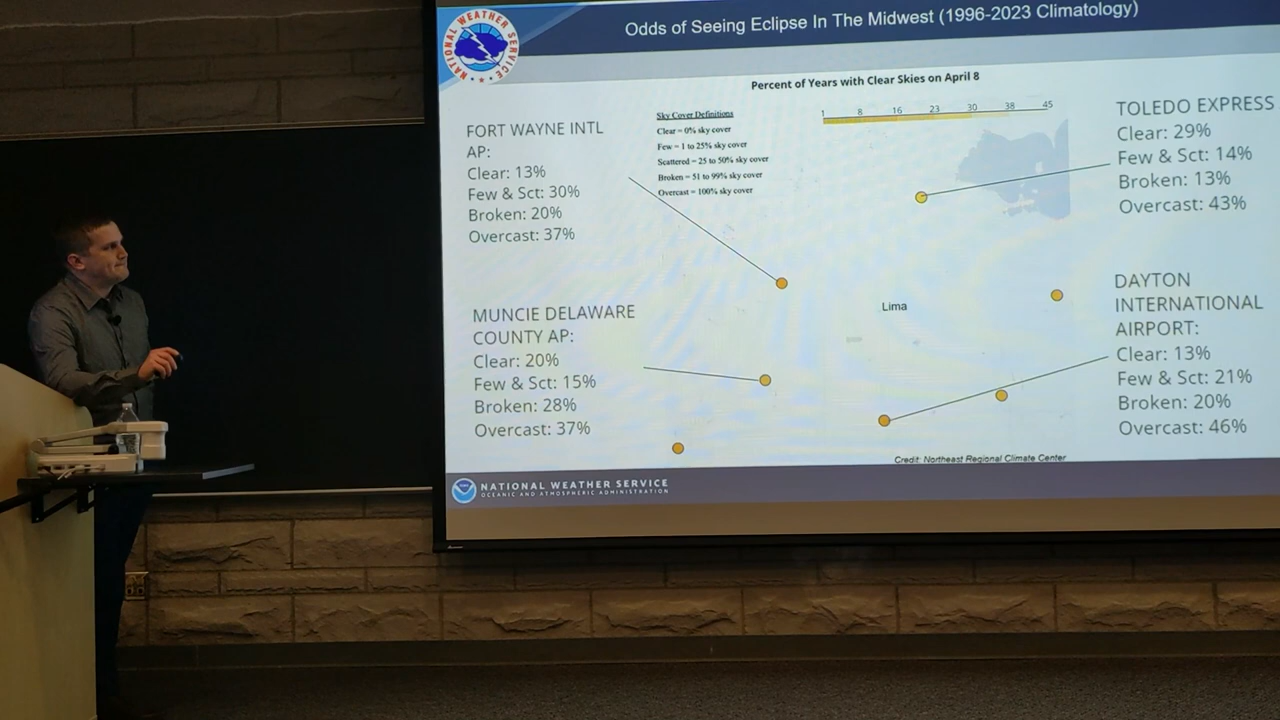 Odds of Seeing Eclipse In The Midwest (1996-2023 Climatology)
NATIONAL WEATHER SERVICE
Percent of Years with Clear Skies on April 8
1 8 16 23 30 38 45
Sky Cover Definitions
Clear = 0% sky cover
Few = 1 to 25% sky cover
Scattered = 25 to 50% sky cover
Broken = 51 to 99% sky cover
Overcast = 100% sky cover
FORT WAYNE INTL
AP:
Clear: 13%
Few & Sct: 30%
Broken: 20%
Overcast: 37%
TOLEDO EXPRESS
Clear: 29%
Few & Sct: 14%
Broken: 13%
Overcast: 43%
MUNCIE DELAWARE
COUNTY AP:
Clear: 20%
Few & Sct: 15%
Broken: 28%
Overcast: 37%
Lima
DAYTON
INTERNATIONAL
AIRPORT:
Clear: 13%
Few & Sct: 21%
Broken: 20%
Overcast: 46%
Credit: Northeast Regional Climate Center
NATIONAL WEATHER SERVICE
OCEANIC AND ATMOSPHERIC ADMINISTRATION